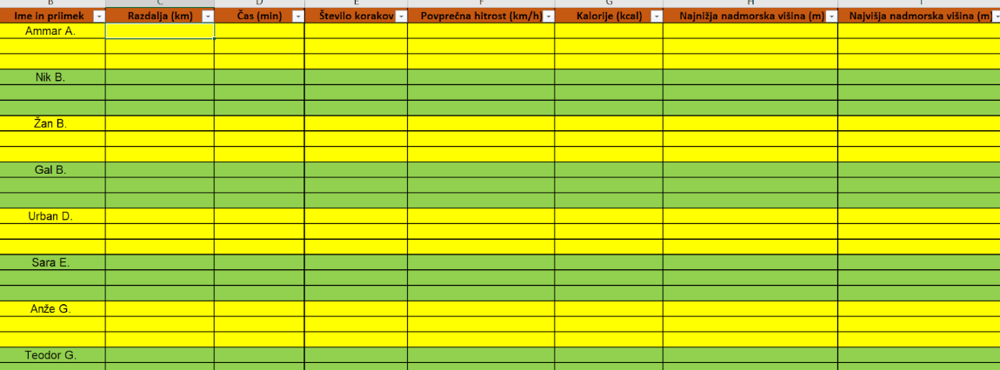 B C D E F G H I
Ime in priimek Razdalja (km) Čas (min) Število korakov Povprečna hitrost (km/h) Kalorije (kcal) Najnižja nadmorska višina (m) Najvišja nadmorska višina (m)
Ammar A.
Nik B.
Žan B.
Gal B.
Urban D.
Sara E.
Anže G.
Teodor G.